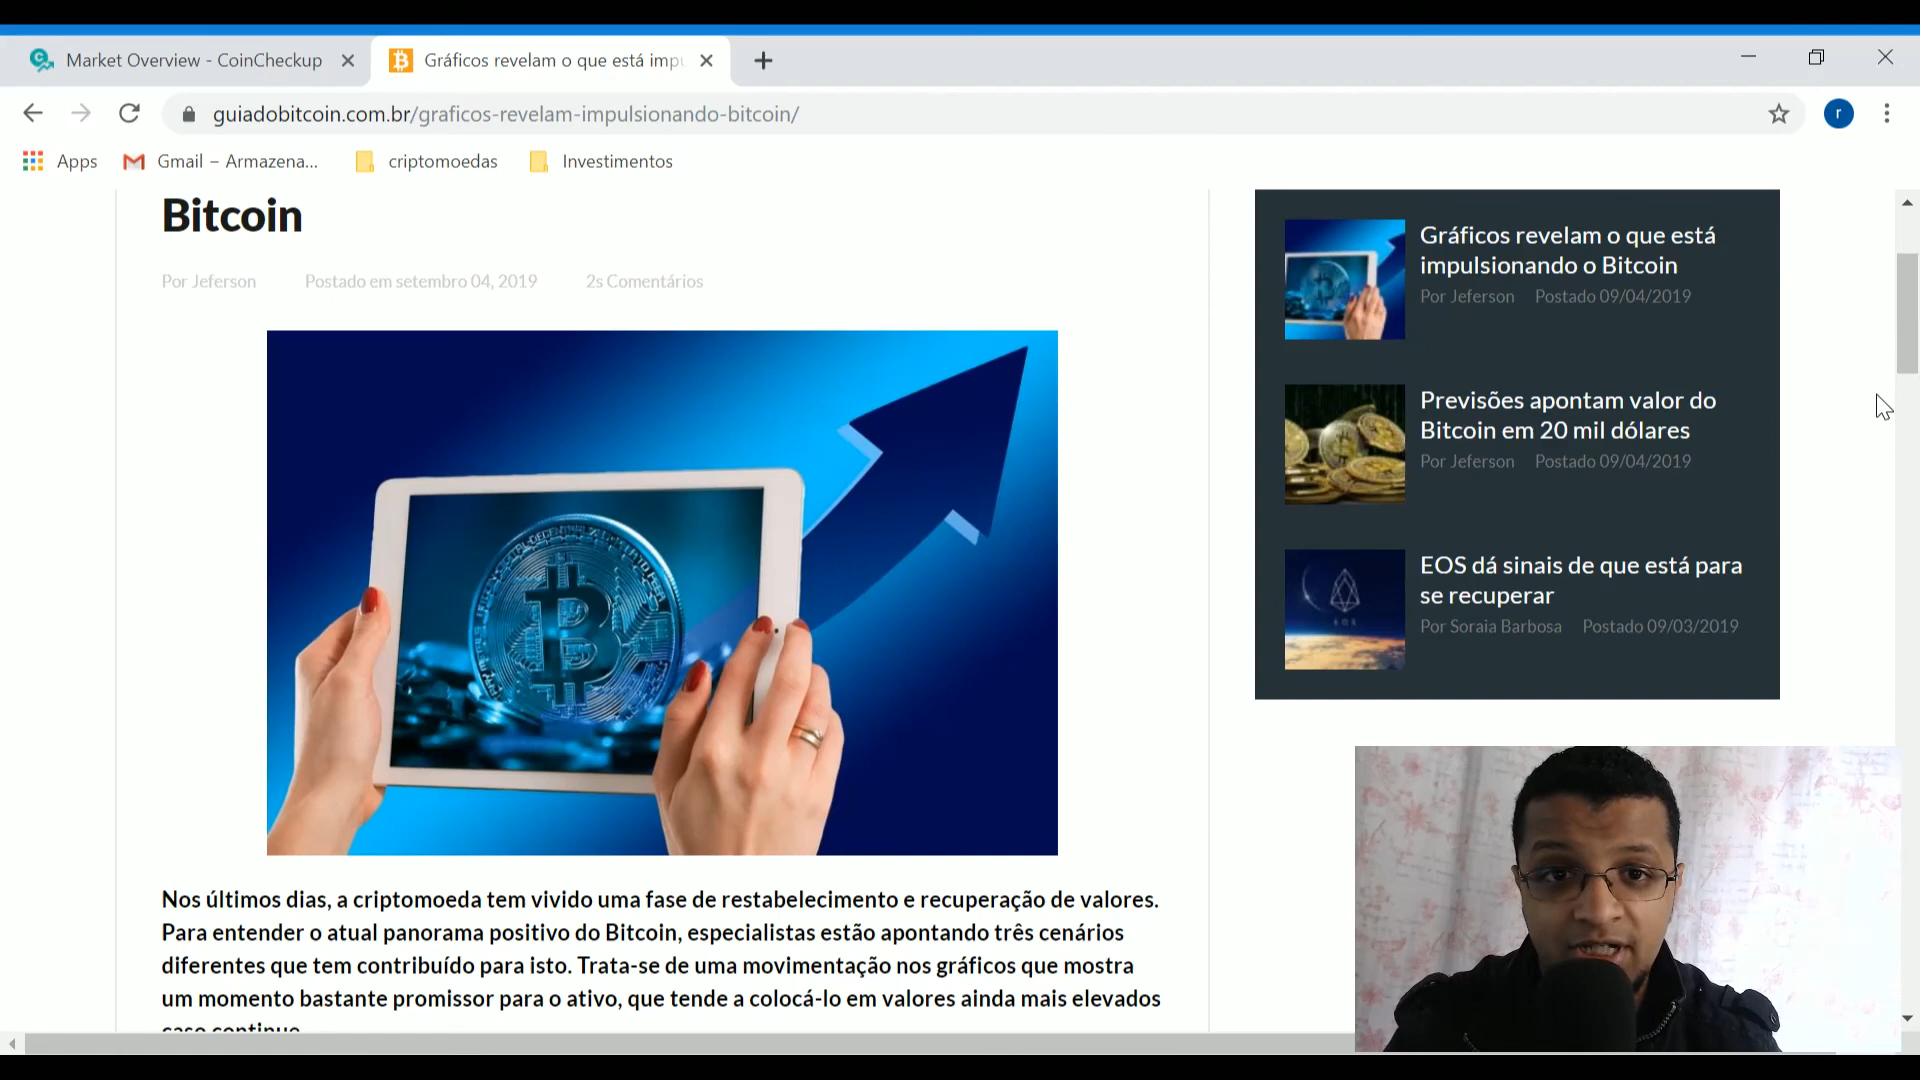 Market Overview - CoinCheckup
Gráficos revelam o que está impu
guiadobitcoin.com.br/graficos-revelam-impulsionando-bitcoin/
r
Apps
Gmail – Armazena...
criptomoedas
Investimentos
Bitcoin
Por Jeferson Postado em setembro 04, 2019 2s Comentários
Nos últimos dias, a criptomoeda tem vivido uma fase de restabelecimento e recuperação de valores.
Para entender o atual panorama positivo do Bitcoin, especialistas estão apontando três cenários
diferentes que tem contribuído para isto. Trata-se de uma movimentação nos gráficos que mostra
um momento bastante promissor para o ativo, que tende a colocá-lo em valores ainda mais elevados
caso continue
Gráficos revelam o que está
impulsionando o Bitcoin
Por Jeferson Postado 09/04/2019
Previsões apontam valor do
Bitcoin em 20 mil dólares
Por Jeferson Postado 09/04/2019
EOS dá sinais de que está para
se recuperar
Por Soraia Barbosa Postado 09/03/2019